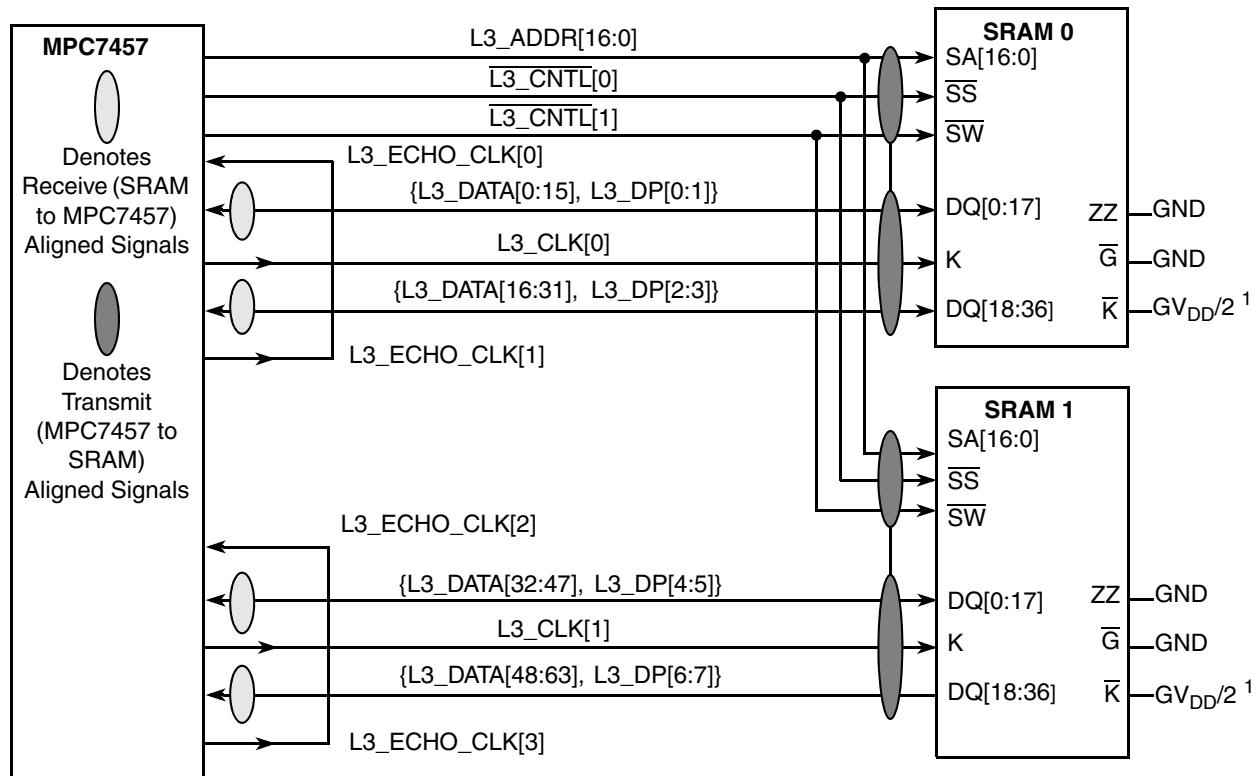 MPC7457
Denotes
Receive (SRAM
to MPC7457)
Aligned Signals
Denotes
Transmit
(MPC7457 to
SRAM)
Aligned Signals
L3_ADDR[16:0]
L3_CNTL[0]
L3_CNTL[1]
L3_ECHO_CLK[0]
{L3_DATA[0:15], L3_DP[0:1]}
L3_CLK[0]
{L3_DATA[16:31], L3_DP[2:3]}
L3_ECHO_CLK[1]
L3_ECHO_CLK[2]
{L3_DATA[32:47], L3_DP[4:5]}
L3_CLK[1]
{L3_DATA[48:63], L3_DP[6:7]}
L3_ECHO_CLK[3]
SRAM 0
SA[16:0]
SS
SW
DQ[0:17] ZZ GND
K G GND
DQ[18:36] K GVDD/2 1
SRAM 1
SA[16:0]
SS
SW
DQ[0:17] ZZ GND
K G GND
DQ[18:36] K GVDD/2 1